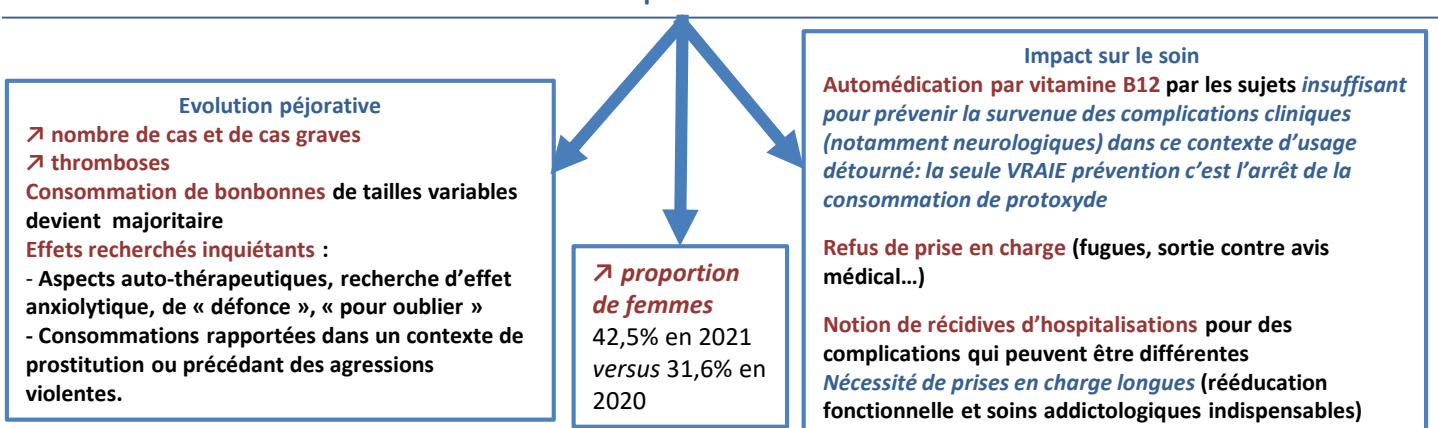 Evolution péjorative
↗ nombre de cas et de cas graves
↗ thromboses
Consommation de bonbonnes de tailles variables
devient majoritaire
Effets recherchés inquiétants :
- Aspects auto-thérapeutiques, recherche d’effet
anxiolytique, de « défonce », « pour oublier »
- Consommations rapportées dans un contexte de
prostitution ou précédant des agressions
violentes.
↗ proportion
de femmes
42,5% en 2021
versus 31,6% en
2020
Impact sur le soin
Automédication par vitamine B12 par les sujets insuffisant
pour prévenir la survenue des complications cliniques
(notamment neurologiques) dans ce contexte d’usage
détourné: la seule VRAIE prévention c’est l’arrêt de la
consommation de protoxyde
Refus de prise en charge (fugues, sortie contre avis
médical…)
Notion de récidives d’hospitalisations pour des
complications qui peuvent être différentes
Nécessité de prises en charge longues (rééducation
fonctionnelle et soins addictologiques indispensables)